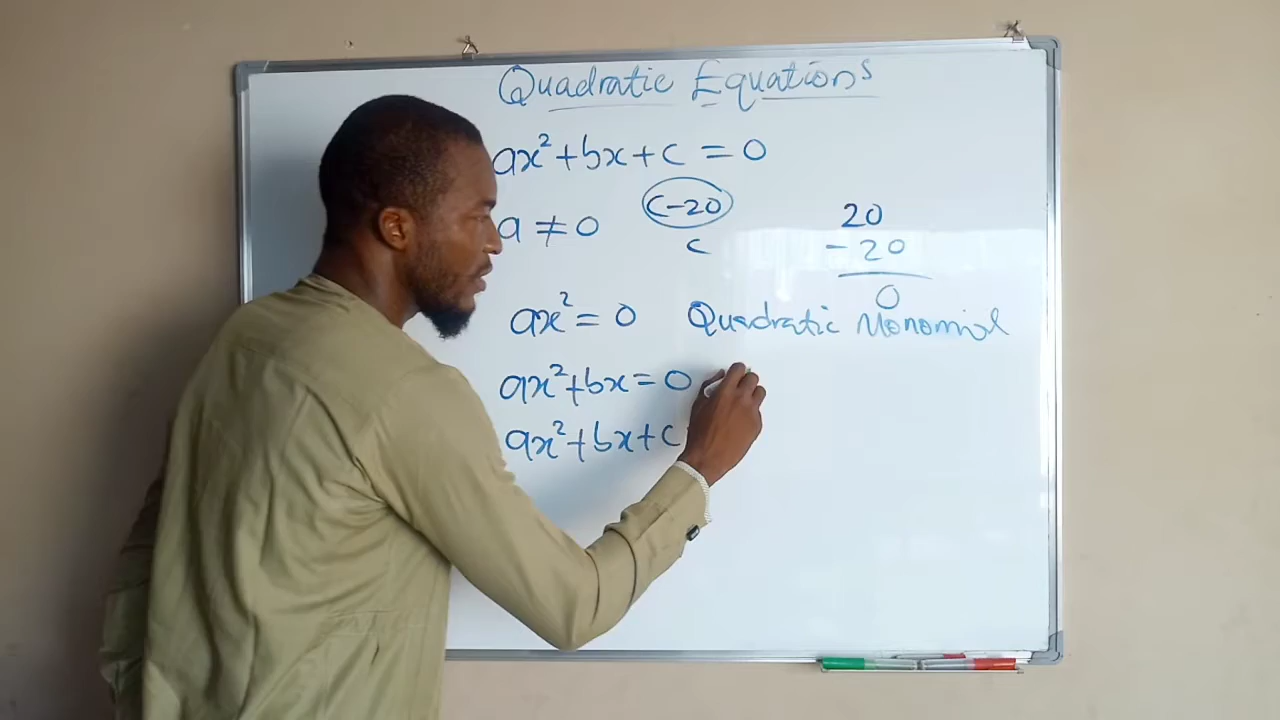 Quadratic Equations
ax²+bx+c = 0
a ≠ 0
C-20
c
20
-20
0
ax² = 0 Quadratic Monomial
ax²+bx=0
ax²+bx+c